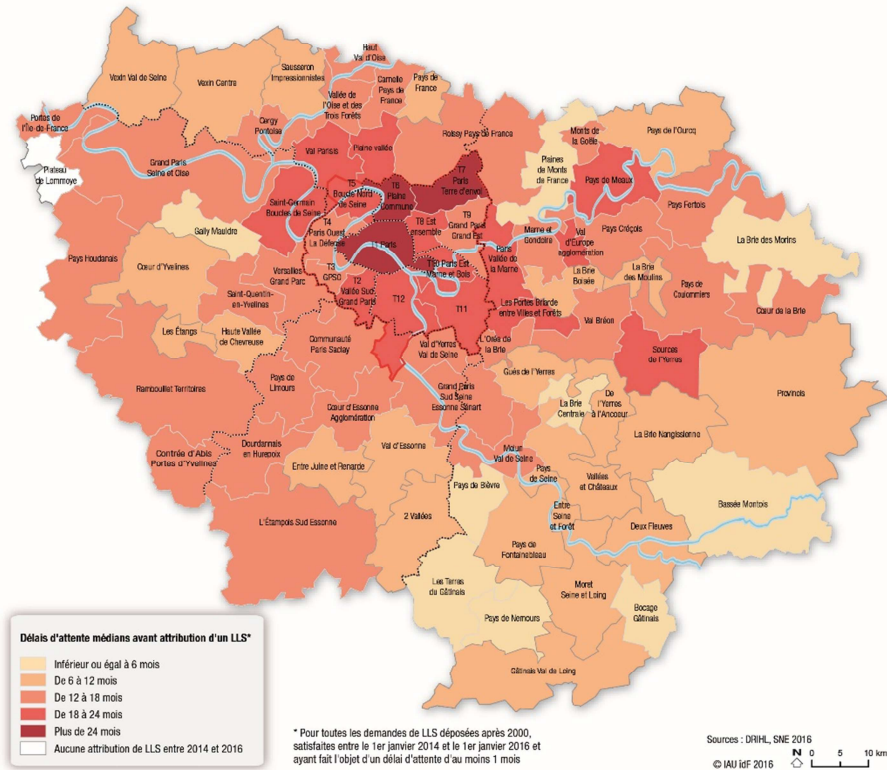 Haut
Val d'Oise
Vexin Val de Seine
Vexin Centre
Sausseron
Impressionnistes
Carnelle
Pays de
France
Pays de
France
Vallée de
l'Oise et des
Trois Forêts
Portes de
l'Île-de-France
Cergy
Pontoise
Roissy Pays de France
Monts de
la Goële
Pays de l'Ourcq
Val Parisis
Plaine vallée
Plateau
de Lommoye
Grand Paris
Seine et Oise
Plaines
de Monts
de France
Pays de Meaux
T7
Paris
Terre d'envol
T5
Boucle Nord
de Seine
T6
Plaine
Commune
Saint-Germain
Boucles de Seine
Pays Fertois
T4
Paris Ouest
La Défense
T8 Est
ensemble
T9
Grand Paris
Grand Est
Gally Mauldre
Marne et
Gondoire
Val
d'Europe
agglomération
Pays Créçois
La Brie des Morins
T1 Paris
Pays Houdanais
Cœur d'Yvelines
Versailles
Grand Parc
T3
GPSO
T10 Paris Est
Marne et Bois
Paris
Vallée de
la Marne
La Brie
Boisée
La Brie
des Moulins
Pays de
Coulommiers
T2
Vallée Sud
Grand Paris
Saint-Quentin-
en-Yvelines
T12
T11
Les Portes Briarde
entre Villes et Forêts
Cœur de la Brie
Val Bréon
Les Étangs
Haute Vallée
de Chevreuse
Communauté
Paris Saclay
Val d'Yerres
Val de Seine
L'Orée de
la Brie
Sources
de l'Yerres
Gués de l'Yerres
Rambouillet Territoires
Pays de
Limours
Grand Paris
Sud Seine
Essonne Sénart
La Brie
Centrale
De
l'Yerres
à l'Ancoeur
Provinois
Cœur d'Essonne
Agglomération
La Brie Nangissienne
Contrée d'Ablis
Portes d'Yvelines
Dourdannais
en Hurepoix
Val d'Essonne
Melun
Val de Seine
Entre Juine et Renarde
Pays
de Seine
Vallées
et Châteaux
Pays de Bièvre
Bassée Montois
L'Étampois Sud Essonne
2 Vallées
Entre
Seine
et Forêt
Deux Fleuves
Pays de
Fontainebleau
Les Terres
du Gâtinais
Moret
Seine et Loing
Pays de Nemours
Bocage
Gâtinais
Gâtinais Val de Loing
Délais d'attente médians avant attribution d'un LLS*
Inférieur ou égal à 6 mois
De 6 à 12 mois
De 12 à 18 mois
De 18 à 24 mois
Plus de 24 mois
Aucune attribution de LLS entre 2014 et 2016
* Pour toutes les demandes de LLS déposées après 2000,
satisfaites entre le 1er janvier 2014 et le 1er janvier 2016 et
ayant fait l'objet d'un délai d'attente d'au moins 1 mois
Sources : DRIHL, SNE 2016
© IAU îdF 2016
N
0 5 10 km